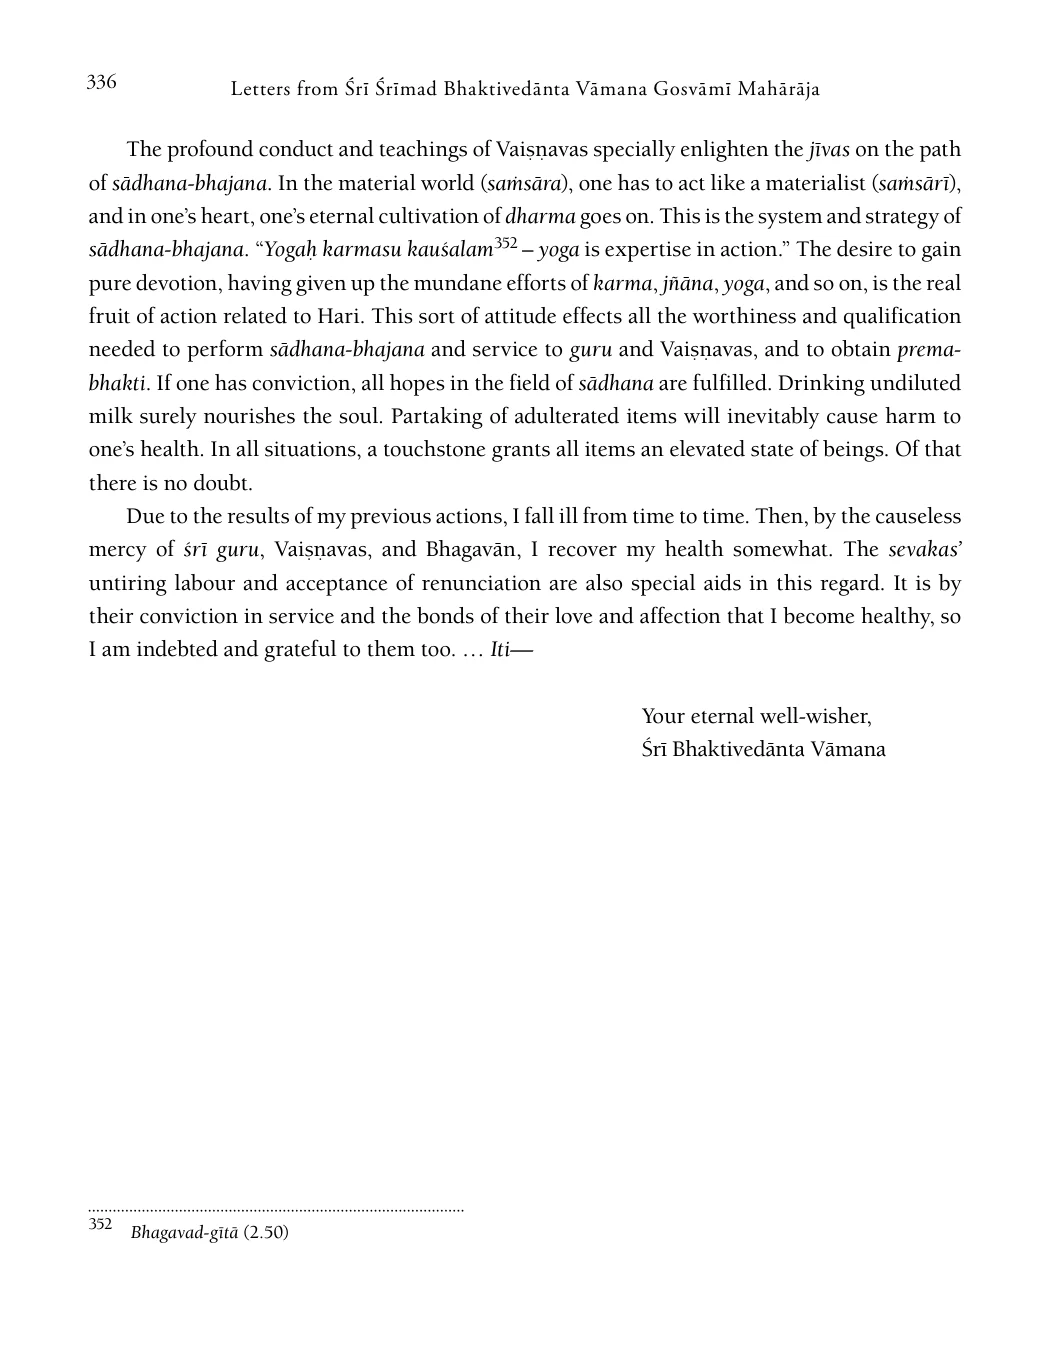 336
Letters from Śrī Śrīmad Bhaktivedānta Vāmana Gosvāmī Mahārāja
The profound conduct and teachings of Vaiṣṇavas specially enlighten the jīvas on the path
of sādhana-bhajana. In the material world (saṁsāra), one has to act like a materialist (saṁsārī),
and in one’s heart, one’s eternal cultivation of dharma goes on. This is the system and strategy of
sādhana-bhajana. “Yogaḥ karmasu kauśalam352 – yoga is expertise in action.” The desire to gain
pure devotion, having given up the mundane efforts of karma, jñāna, yoga, and so on, is the real
fruit of action related to Hari. This sort of attitude effects all the worthiness and qualification
needed to perform sādhana-bhajana and service to guru and Vaiṣṇavas, and to obtain prema-
bhakti. If one has conviction, all hopes in the field of sādhana are fulfilled. Drinking undiluted
milk surely nourishes the soul. Partaking of adulterated items will inevitably cause harm to
one’s health. In all situations, a touchstone grants all items an elevated state of beings. Of that
there is no doubt.
Due to the results of my previous actions, I fall ill from time to time. Then, by the causeless
mercy of śrī guru, Vaiṣṇavas, and Bhagavān, I recover my health somewhat. The sevakas’
untiring labour and acceptance of renunciation are also special aids in this regard. It is by
their conviction in service and the bonds of their love and affection that I become healthy, so
I am indebted and grateful to them too. … Iti—
Your eternal well-wisher,
Śrī Bhaktivedānta Vāmana
352 Bhagavad-gītā (2.50)